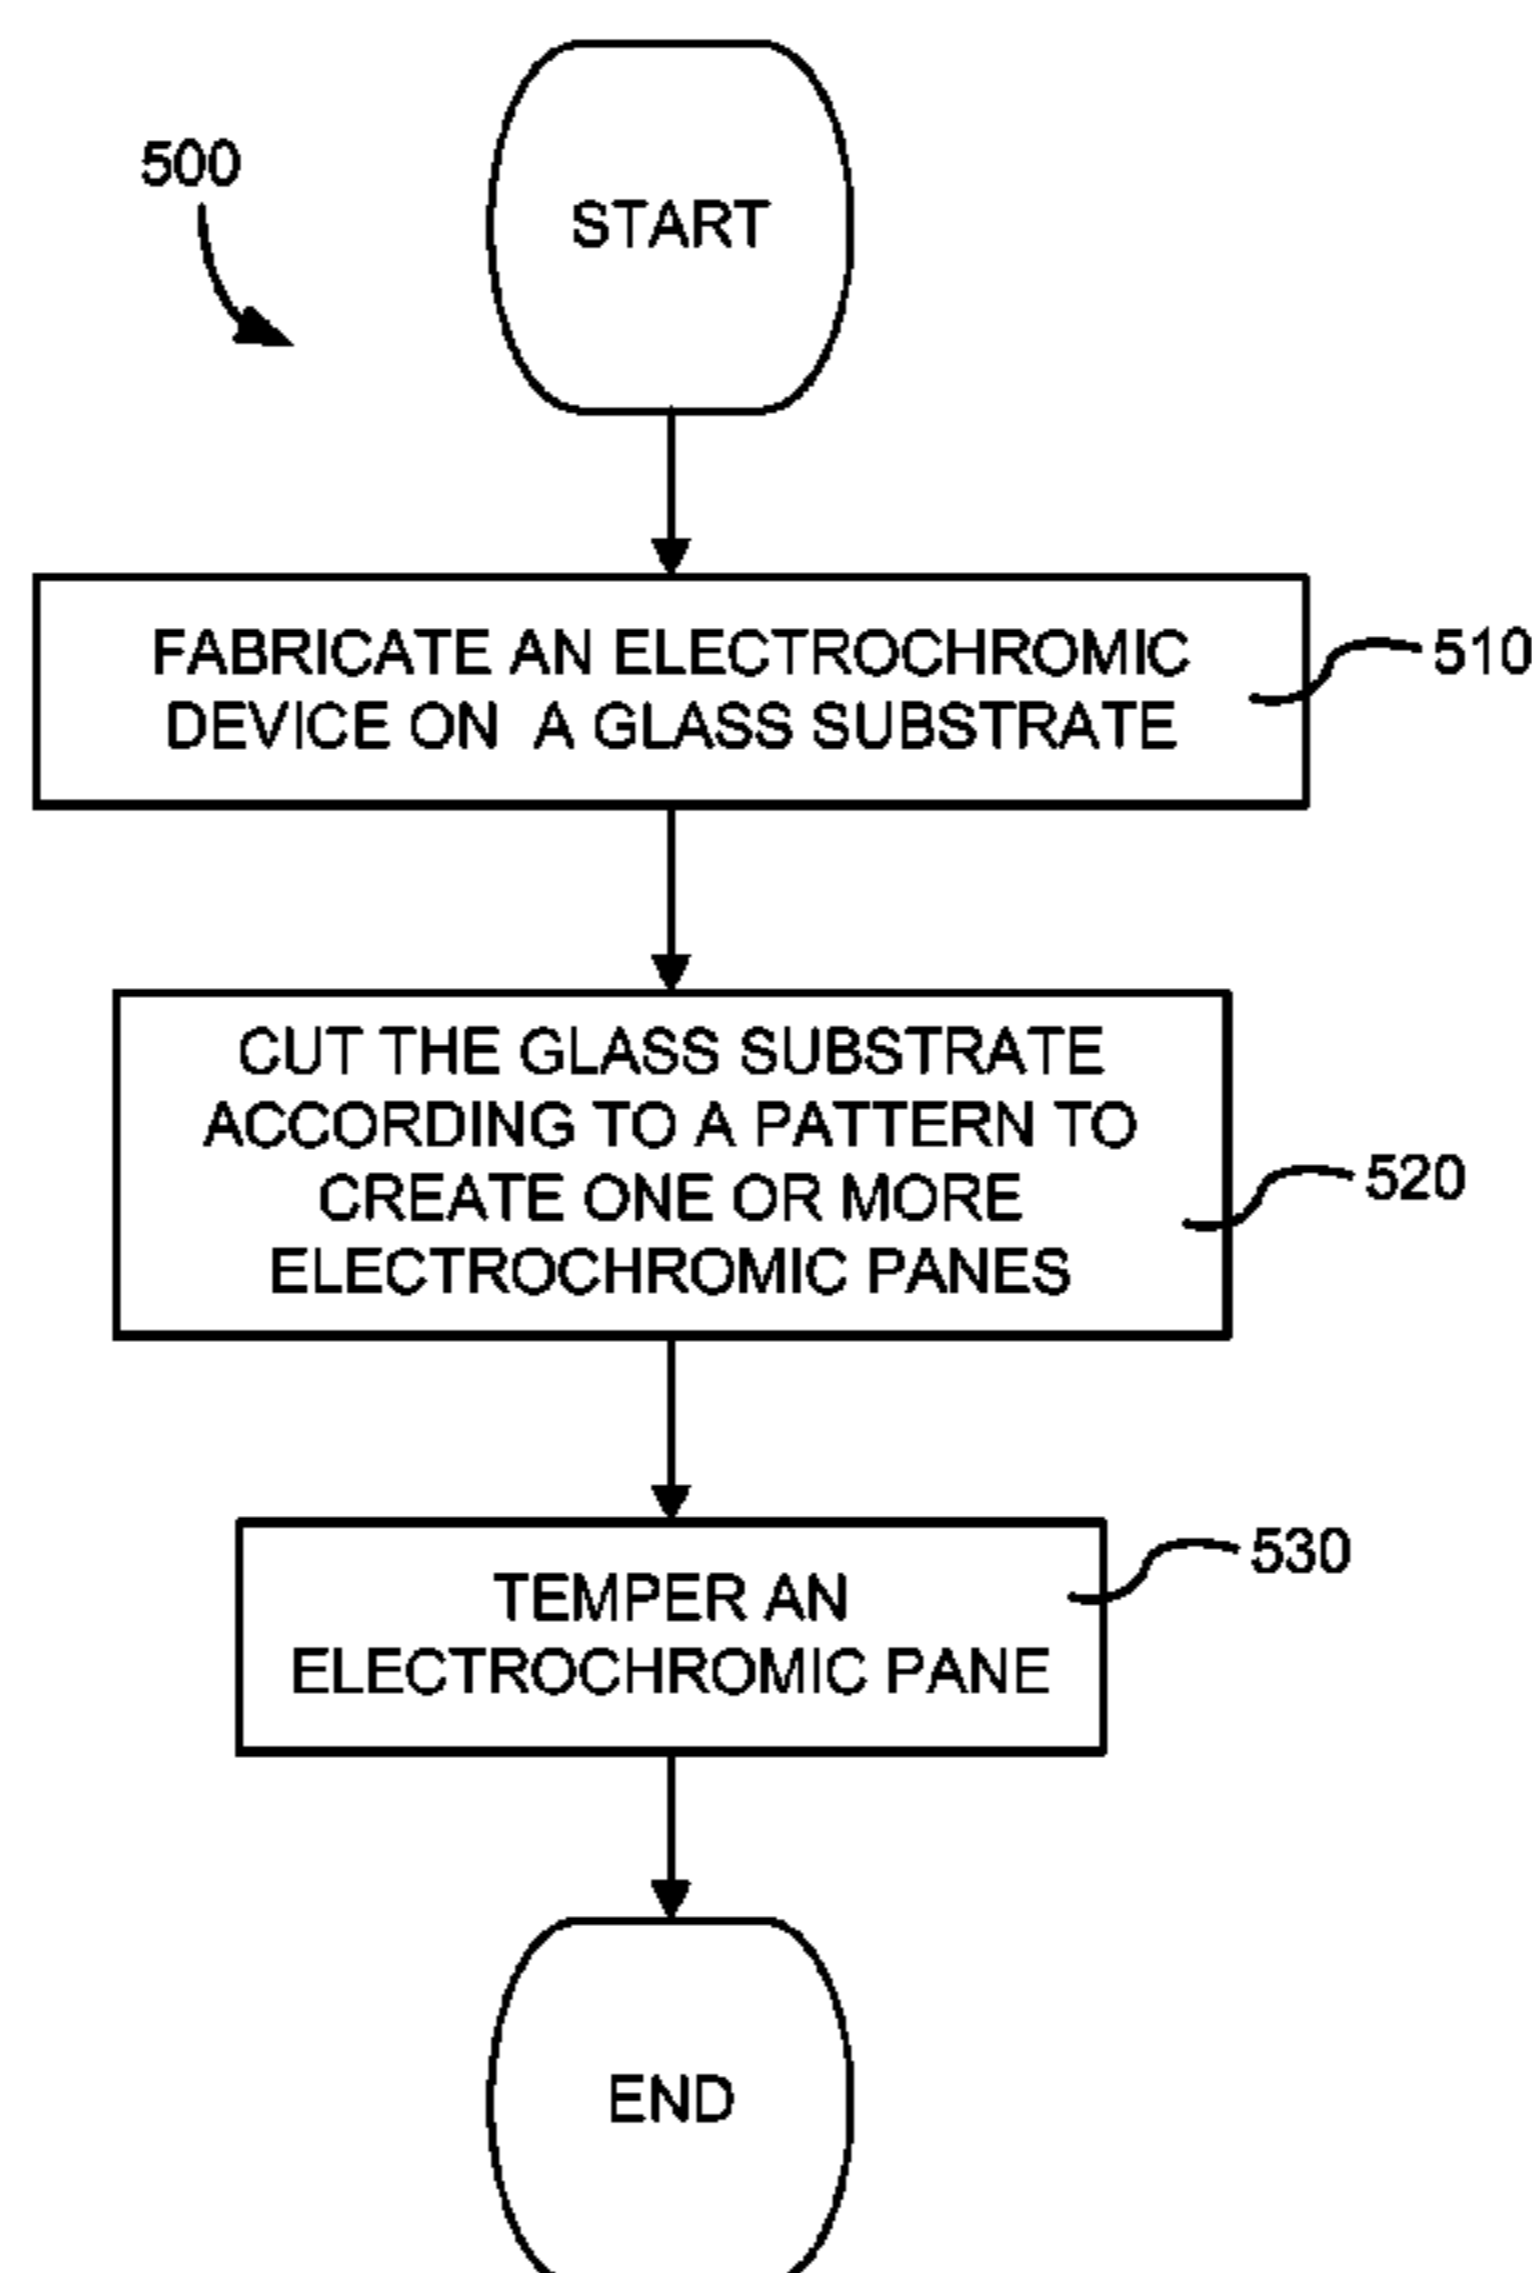 500
START
FABRICATE AN ELECTROCHROMIC
DEVICE ON A GLASS SUBSTRATE
510
CUT THE GLASS SUBSTRATE
ACCORDING TO A PATTERN TO
CREATE ONE OR MORE
ELECTROCHROMIC PANES
520
TEMPER AN
ELECTROCHROMIC PANE
530
END